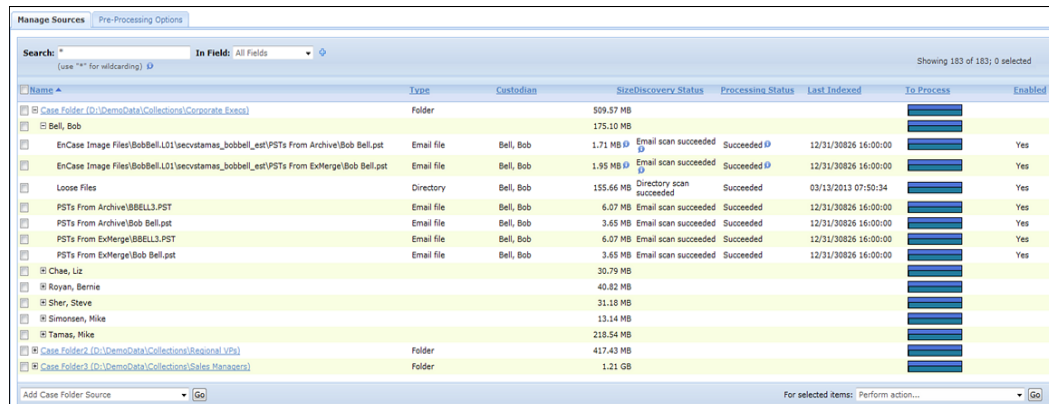 Manage Sources Pre-Processing Options
Search: * In Field: All Fields
(use "*" for wildcarding)
Showing 183 of 183; 0 selected
Name Type Custodian Size Discovery Status Processing Status Last Indexed To Process Enabled
Case Folder (D:\DemoData\Collections\Corporate Execs) Folder 509.57 MB
Bell, Bob 175.10 MB
EnCase Image Files\BobBell.L01\secvstamas_bobbell_est\PSTs From Archive\Bob Bell.pst Email file Bell, Bob 1.71 MB Email scan succeeded Succeeded 12/31/30826 16:00:00 Yes
EnCase Image Files\BobBell.L01\secvstamas_bobbell_est\PSTs From ExMerge\Bob Bell.pst Email file Bell, Bob 1.95 MB Email scan succeeded Succeeded 12/31/30826 16:00:00 Yes
Loose Files Directory Bell, Bob 155.66 MB Directory scan succeeded Succeeded 03/13/2013 07:50:34 Yes
PSTs From Archive\BBELL3.PST Email file Bell, Bob 6.07 MB Email scan succeeded Succeeded 12/31/30826 16:00:00 Yes
PSTs From Archive\Bob Bell.pst Email file Bell, Bob 3.65 MB Email scan succeeded Succeeded 12/31/30826 16:00:00 Yes
PSTs From ExMerge\BBELL3.PST Email file Bell, Bob 6.07 MB Email scan succeeded Succeeded 12/31/30826 16:00:00 Yes
PSTs From ExMerge\Bob Bell.pst Email file Bell, Bob 3.65 MB Email scan succeeded Succeeded 12/31/30826 16:00:00 Yes
Chae, Liz 30.79 MB
Royan, Bernie 40.82 MB
Sher, Steve 31.18 MB
Simonsen, Mike 13.14 MB
Tamas, Mike 218.54 MB
Case Folder2 (D:\DemoData\Collections\Regional VPs) Folder 417.43 MB
Case Folder3 (D:\DemoData\Collections\Sales Managers) Folder 1.21 GB
Add Case Folder Source Go For selected items: Perform action... Go